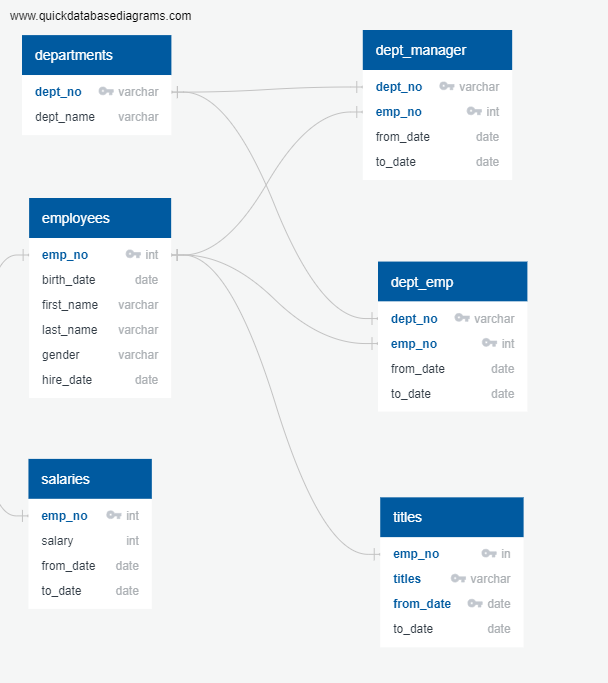 www.quickdatabasediagrams.com
departments
dept_no varchar
dept_name varchar
dept_manager
dept_no varchar
emp_no int
from_date date
to_date date
employees
emp_no int
birth_date date
first_name varchar
last_name varchar
gender varchar
hire_date date
dept_emp
dept_no varchar
emp_no int
from_date date
to_date date
salaries
emp_no int
salary int
from_date date
to_date date
titles
emp_no in
titles varchar
from_date date
to_date date